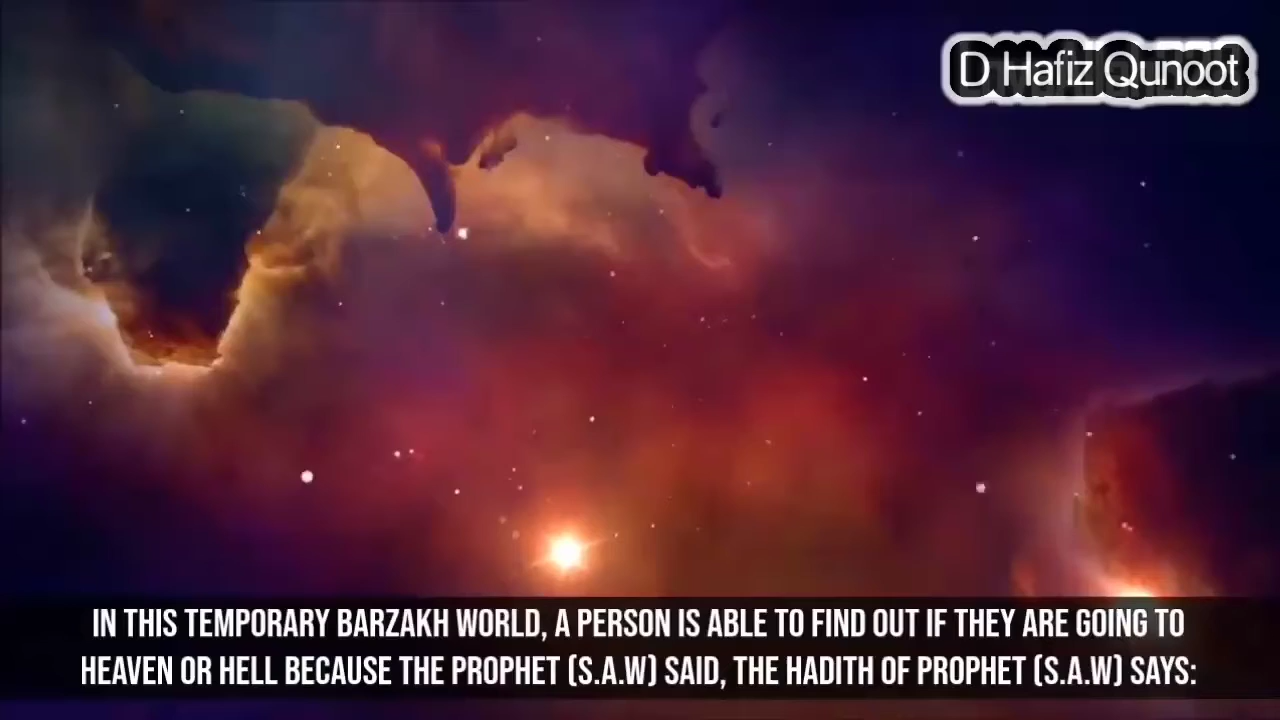 D Hafiz Qunoot
IN THIS TEMPORARY BARZAKH WORLD, A PERSON IS ABLE TO FIND OUT IF THEY ARE GOING TO
HEAVEN OR HELL BECAUSE THE PROPHET (S.A.W) SAID, THE HADITH OF PROPHET (S.A.W) SAYS: